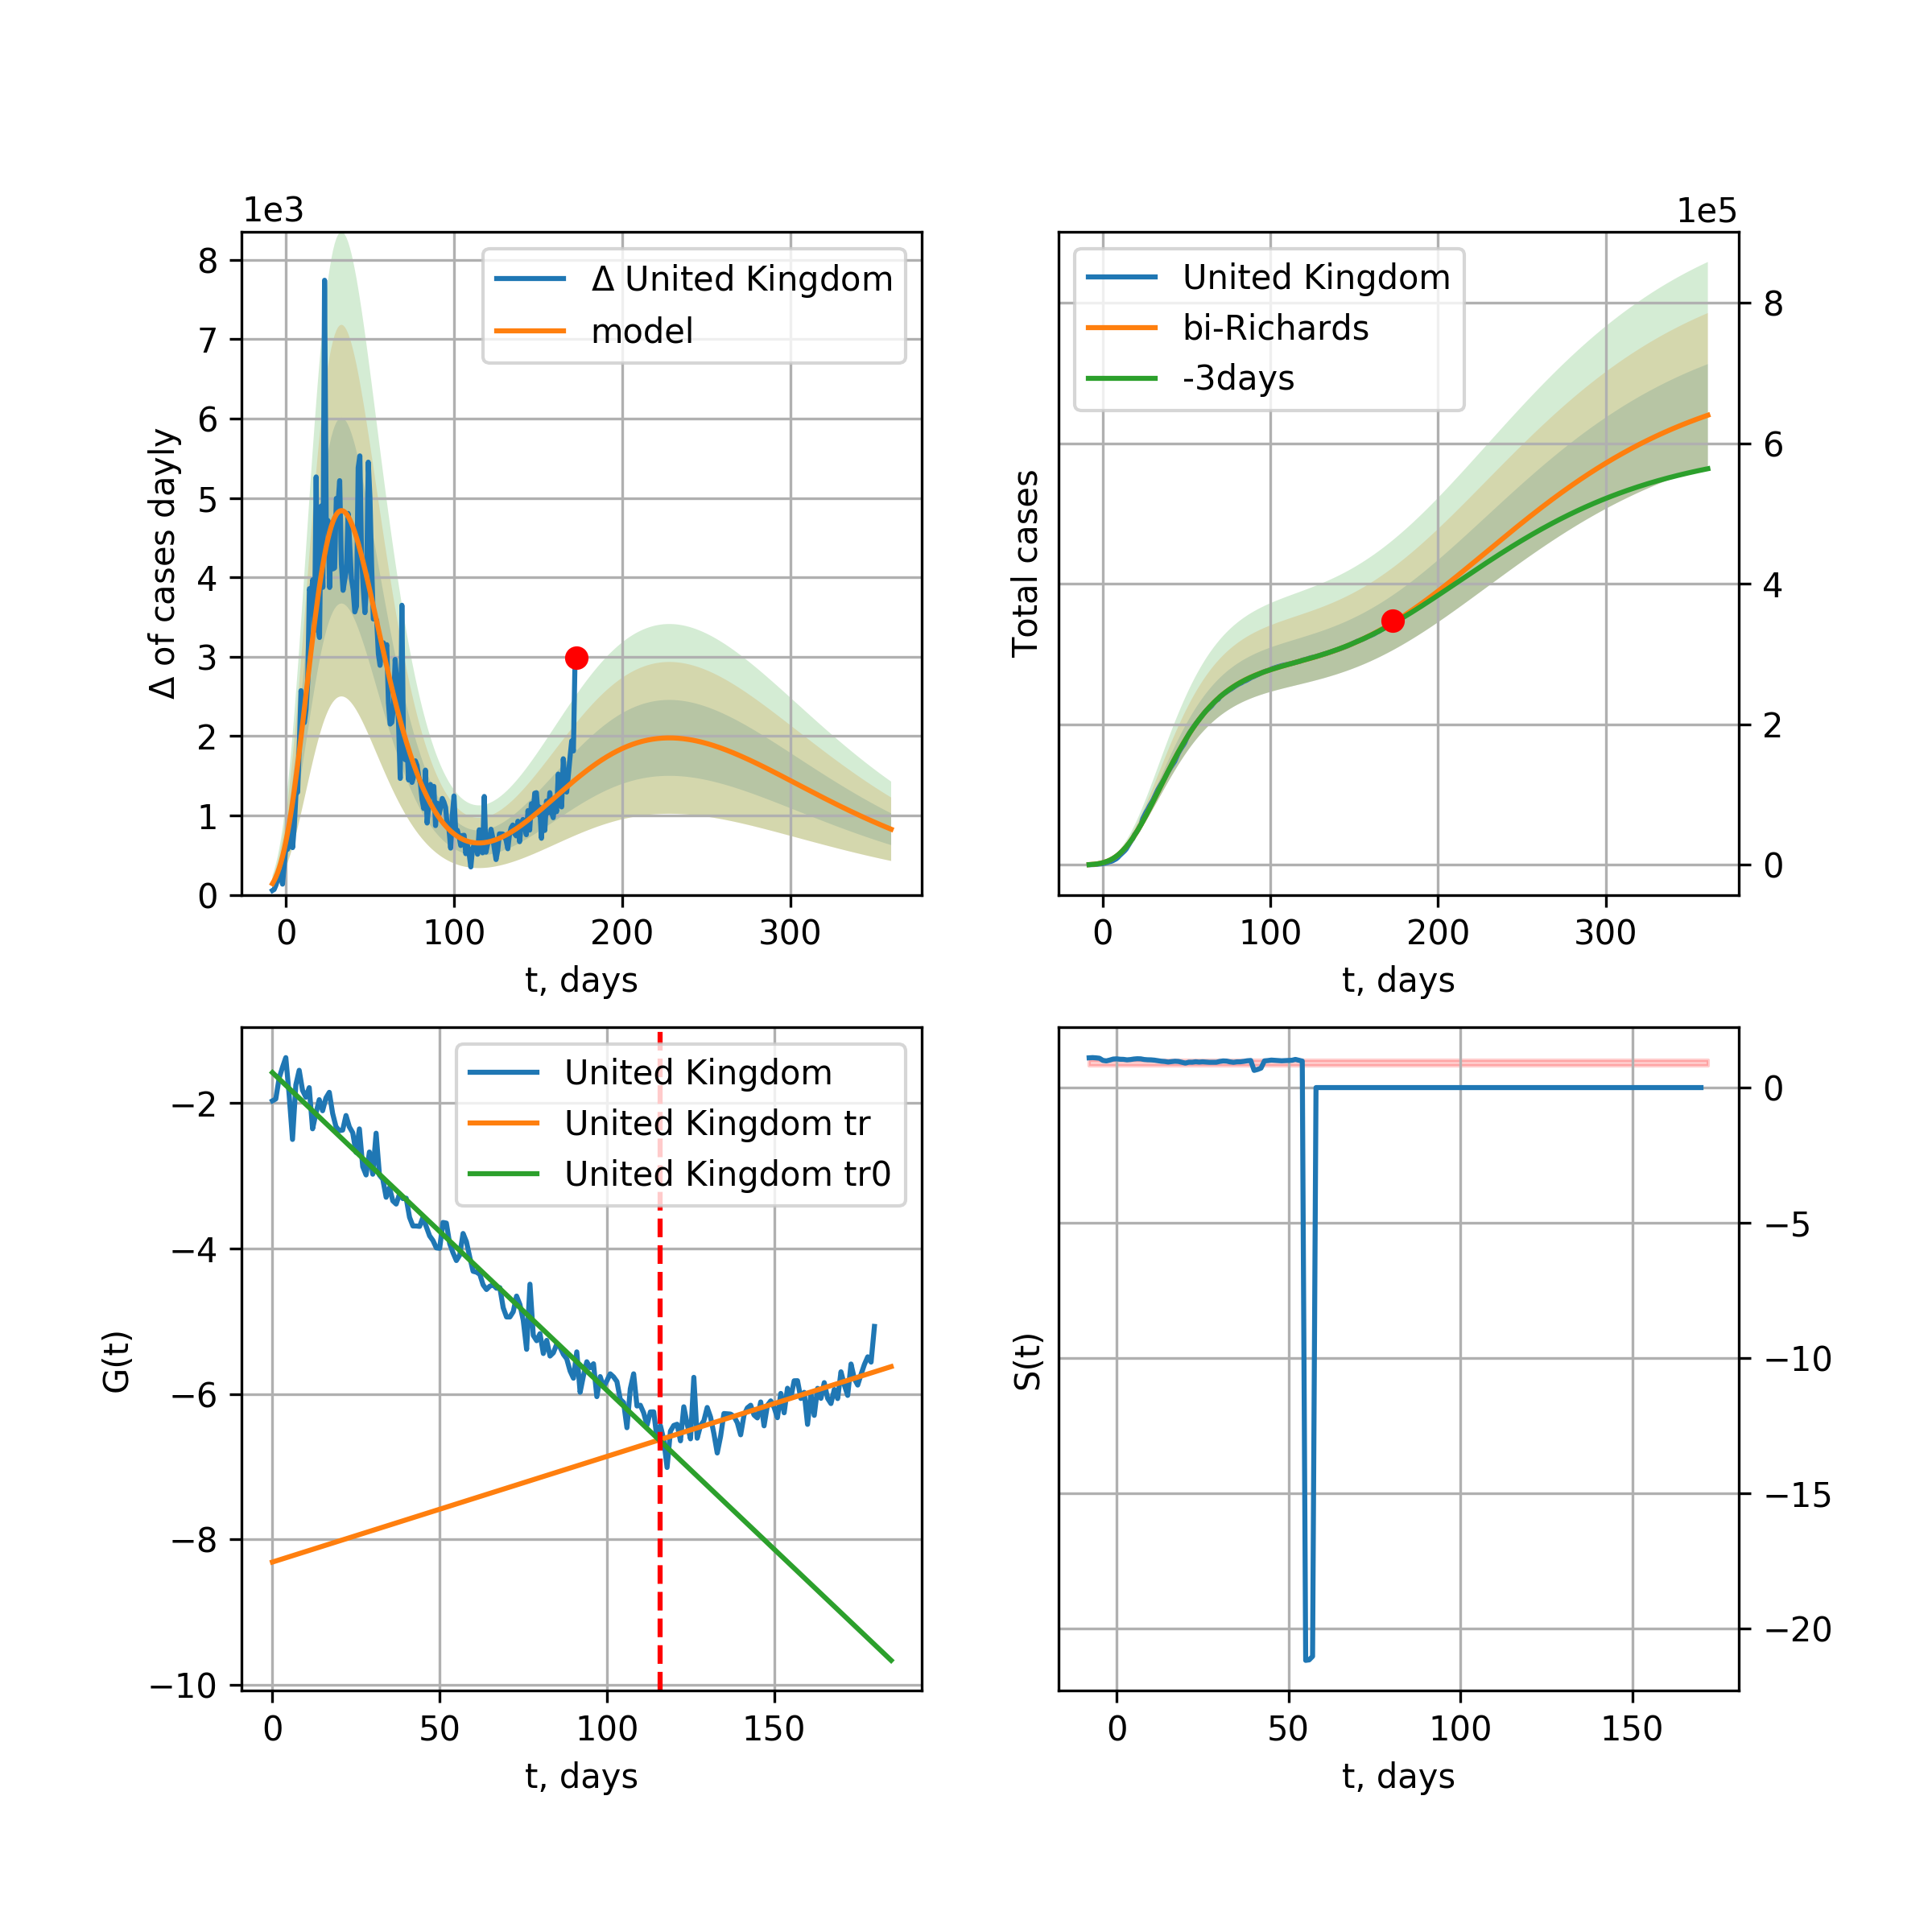 1e3
8
7
6
5
4
3
2
1
0
Δ of cases dayly
Δ United Kingdom
model
0
100
200
300
t, days
1e5
8
6
4
2
0
Total cases
United Kingdom
bi-Richards
-3days
0
100
200
300
t, days
−2
−4
−6
−8
−10
G(t)
United Kingdom
United Kingdom tr
United Kingdom tr0
0
50
100
150
t, days
0
−5
−10
−15
−20
S(t)
0
50
100
150
t, days